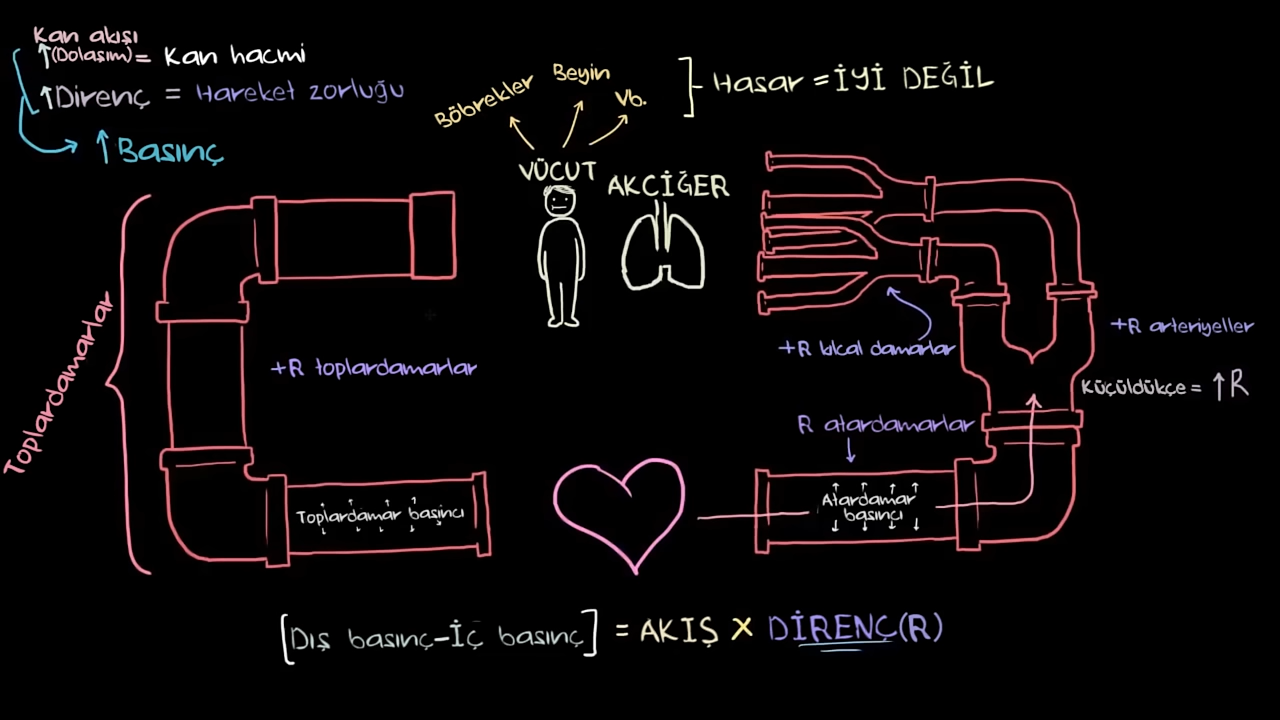 Kan akışı
↑(Dolaşım)= Kan hacmi
↑Direnç = Hareket zorluğu
↑Basınç
Böbrekler
Beyin
vb.
Hasar = İYİ DEĞİL
VÜCUT
AKCİĞER
Toplardamarlar
+R toplardamarlar
+R kılcal damarlar
+R arteriyeller
Küçüldükçe = ↑R
R atardamarlar
Toplardamar basıncı
Atardamar
basıncı
[Dış basınç-İç basınç] = AKIŞ X DİRENÇ(R)